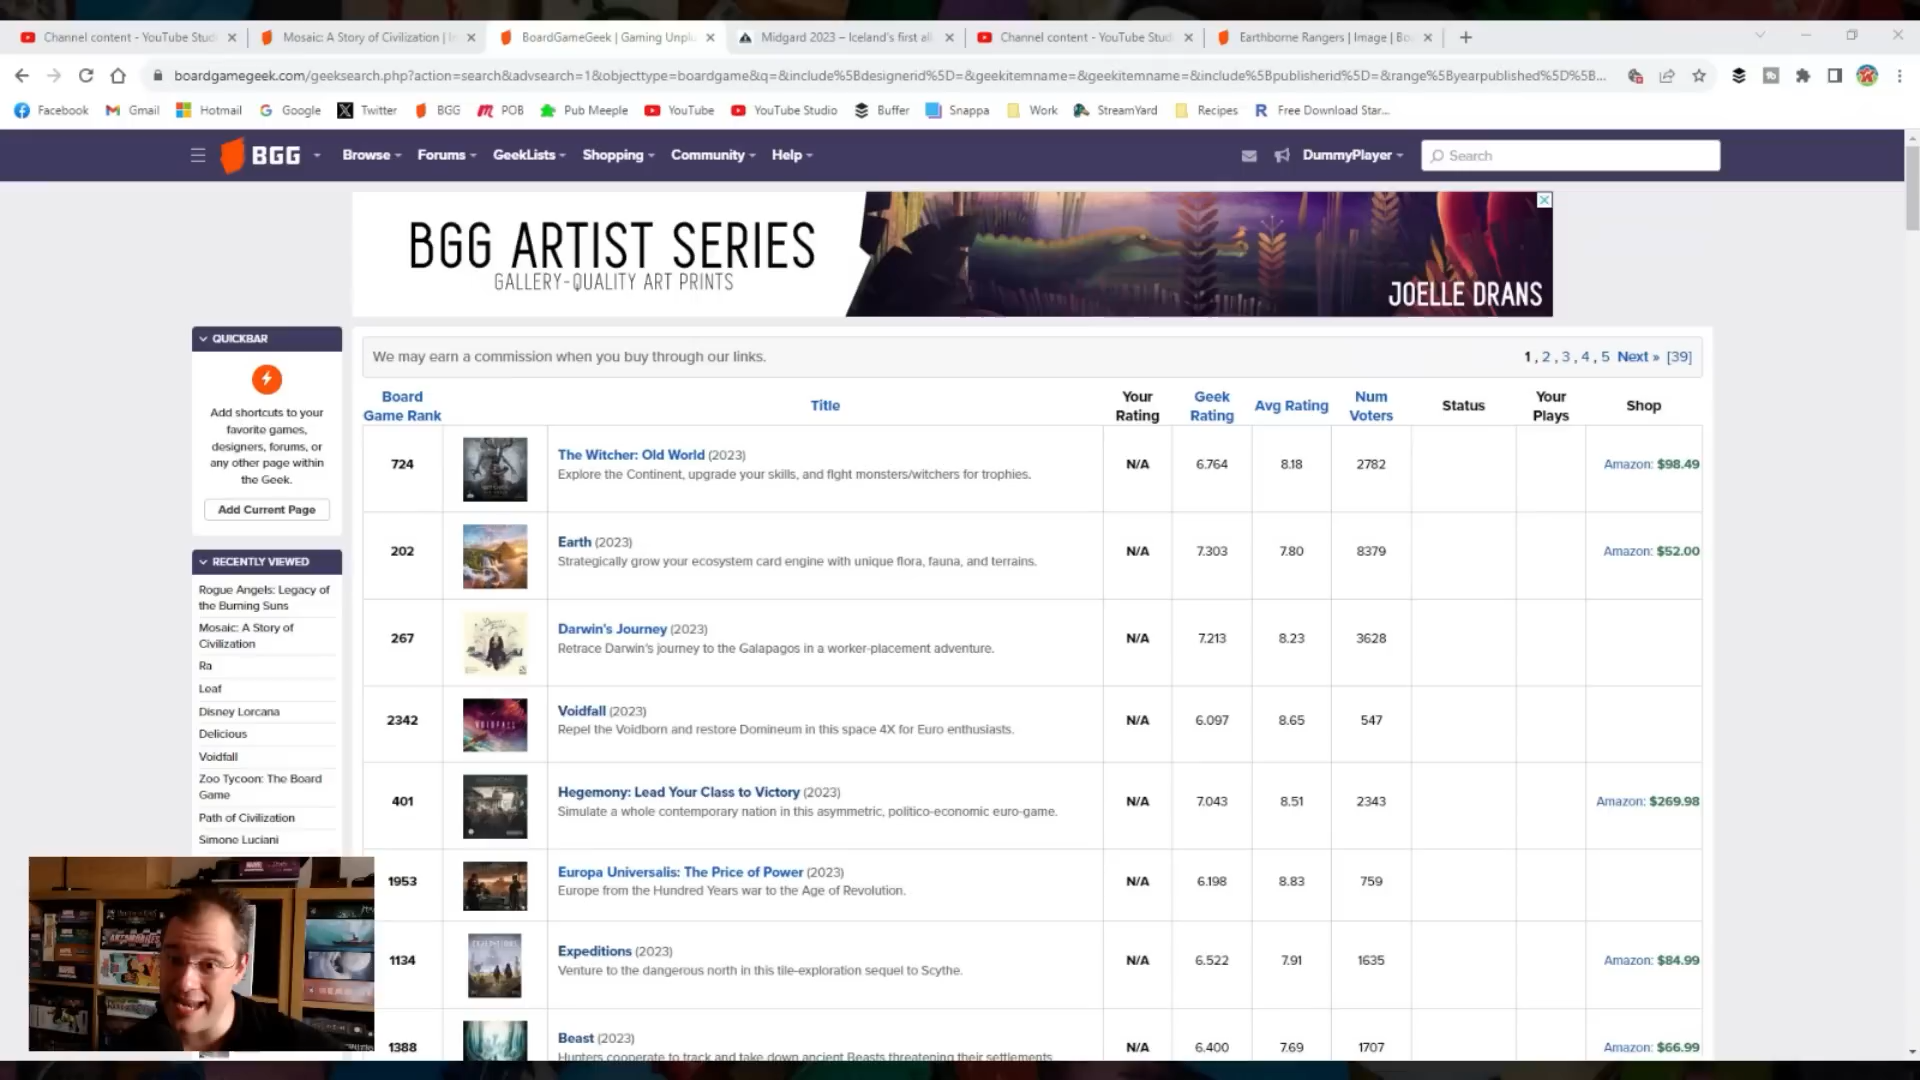 Channel content - YouTube Studi
Mosaic: A Story of Civilization | I
BoardGameGeek | Gaming Unplu
Midgard 2023 – Iceland's first all
Channel content - YouTube Studi
Earthborne Rangers | Image | Bo
boardgamegeek.com/geeksearch.php?action=search&advsearch=1&objecttype=boardgame&q=&include%5Bdesignerid%5D=&geekitemname=&geekitemname=&include%5Bpublisherid%5D=&range%5Byearpublished%5D%5B...
Facebook Gmail Hotmail Google Twitter BGG POB Pub Meeple YouTube YouTube Studio Buffer Snappa Work StreamYard Recipes Free Download Star...
BGG Browse Forums GeekLists Shopping Community Help DummyPlayer Search
BGG ARTIST SERIES
GALLERY-QUALITY ART PRINTS
JOELLE DRANS
QUICKBAR
Add shortcuts to your
favorite games,
designers, forums, or
any other page within
the Geek.
Add Current Page
RECENTLY VIEWED
Rogue Angels: Legacy of
the Burning Suns
Mosaic: A Story of
Civilization
Ra
Leaf
Disney Lorcana
Delicious
Voidfall
Zoo Tycoon: The Board
Game
Path of Civilization
Simone Luciani
We may earn a commission when you buy through our links.
1 , 2 , 3 , 4 , 5 Next » [39]
Board
Game Rank
Title
Your
Rating
Geek
Rating
Avg Rating
Num
Voters
Status
Your
Plays
Shop
724
The Witcher: Old World (2023)
Explore the Continent, upgrade your skills, and fight monsters/witchers for trophies.
N/A 6.764 8.18 2782 Amazon: $98.49
202
Earth (2023)
Strategically grow your ecosystem card engine with unique flora, fauna, and terrains.
N/A 7.303 7.80 8379 Amazon: $52.00
267
Darwin's Journey (2023)
Retrace Darwin's journey to the Galapagos in a worker-placement adventure.
N/A 7.213 8.23 3628
2342
VOIDFALL
Voidfall (2023)
Repel the Voidborn and restore Domineum in this space 4X for Euro enthusiasts.
N/A 6.097 8.65 547
401
Hegemony: Lead Your Class to Victory (2023)
Simulate a whole contemporary nation in this asymmetric, politico-economic euro-game.
N/A 7.043 8.51 2343 Amazon: $269.98
1953
Europa Universalis: The Price of Power (2023)
Europe from the Hundred Years war to the Age of Revolution.
N/A 6.198 8.83 759
1134
Expeditions (2023)
Venture to the dangerous north in this tile-exploration sequel to Scythe.
N/A 6.522 7.91 1635 Amazon: $84.99
1388
Beast (2023)
Hunters cooperate to track and take down ancient Beasts threatening their settlements
N/A 6.400 7.69 1707 Amazon: $66.99